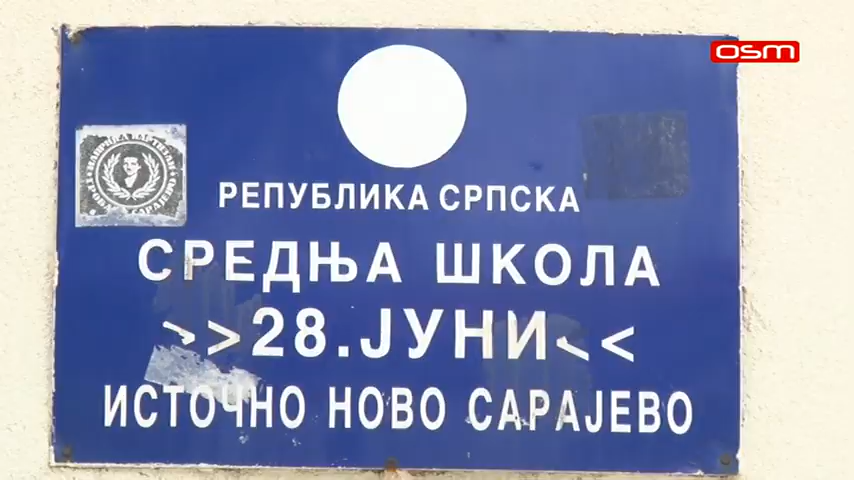 OSM
РЕПУБЛИКА СРПСКА
СРЕДЊА ШКОЛА
>>28.ЈУНИ<<
ИСТОЧНО НОВО САРАЈЕВО